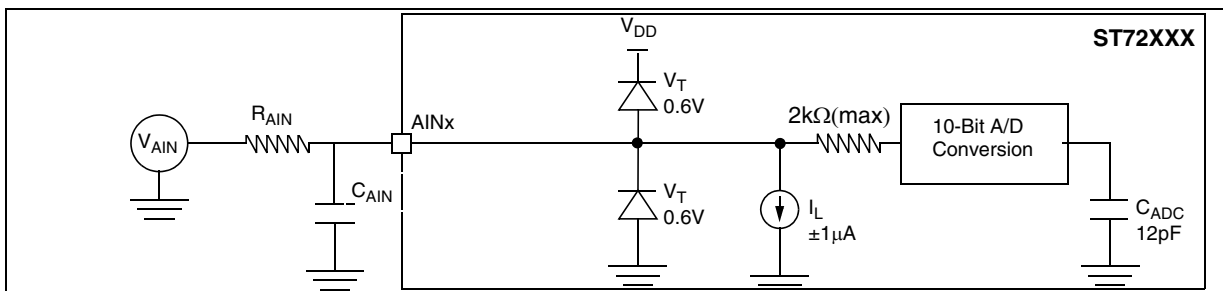 V_DD
ST72XXX
V_T
0.6V
R_AIN
AINx
2kΩ(max)
10-Bit A/D
Conversion
V_AIN
C_AIN
V_T
0.6V
I_L
±1μA
C_ADC
12pF